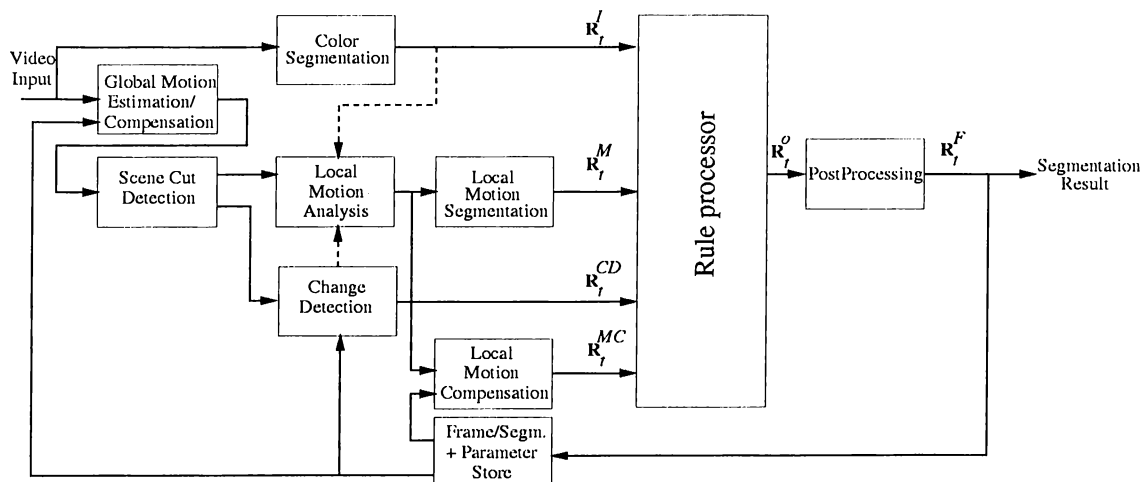 Video
Input
Color
Segmentation
Global Motion
Estimation/
Compensation
Scene Cut
Detection
Local
Motion
Analysis
Local
Motion
Segmentation
Change
Detection
Local
Motion
Compensation
Frame/Segm.
+ Parameter
Store
R_t^I
R_t^M
R_t^CD
R_t^MC
Rule processor
R_t^o
PostProcessing
R_t^F
Segmentation
Result